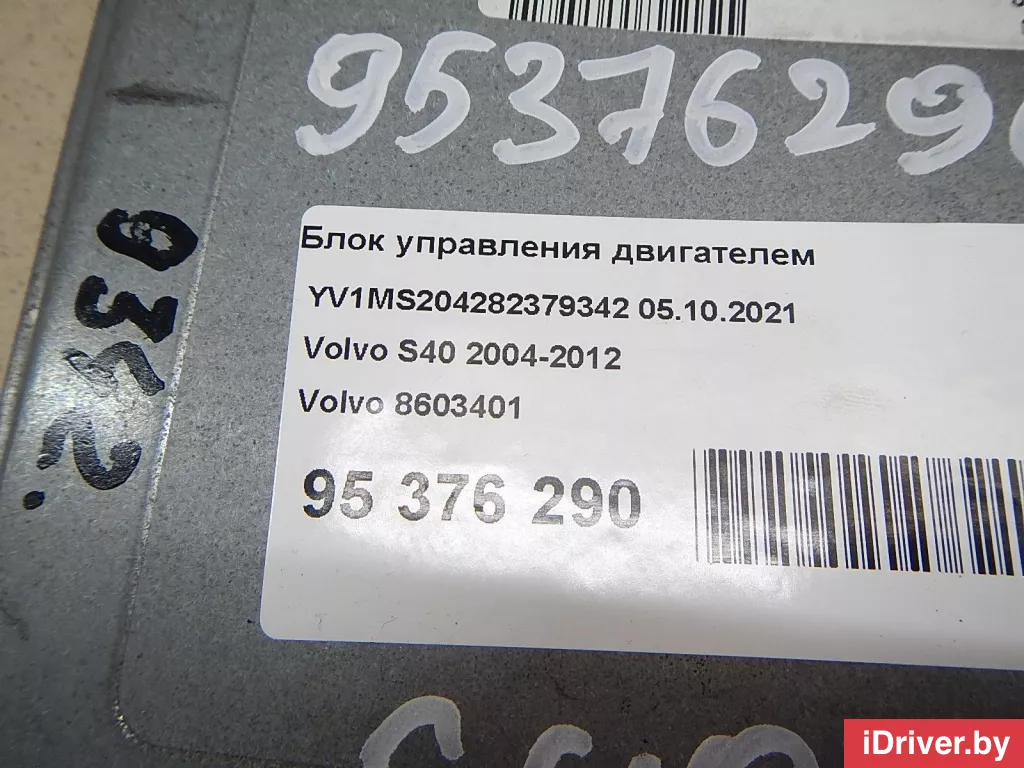 9537629
Блок управления двигателем
YV1MS204282379342 05.10.2021
Volvo S40 2004-2012
Volvo 8603401
95 376 290
0352.
iDriver.by